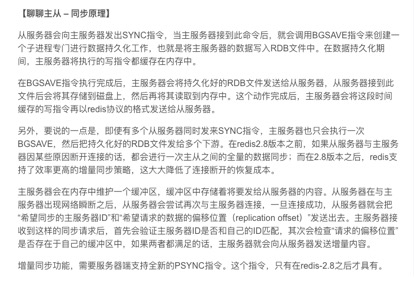 【聊聊主从 – 同步原理】
从服务器会向主服务器发出SYNC指令，当主服务器接到此命令后，就会调用BGSAVE指令来创建一
个子进程专门进行数据持久化工作，也就是将主服务器的数据写入RDB文件中。在数据持久化期
间，主服务器将执行的写指令都缓存在内存中。
在BGSAVE指令执行完成后，主服务器会将持久化好的RDB文件发送给从服务器，从服务器接到此
文件后会将其存储到磁盘上，然后再将其读取到内存中。这个动作完成后，主服务器会将这段时间
缓存的写指令再以redis协议的格式发送给从服务器。
另外，要说的一点是，即使有多个从服务器同时发来SYNC指令，主服务器也只会执行一次
BGSAVE，然后把持久化好的RDB文件发给多个下游。在redis2.8版本之前，如果从服务器与主服务
器因某些原因断开连接的话，都会进行一次主从之间的全量的数据同步；而在2.8版本之后，redis支
持了效率更高的增量同步策略，这大大降低了连接断开的恢复成本。
主服务器会在内存中维护一个缓冲区，缓冲区中存储着将要发给从服务器的内容。从服务器在与主
服务器出现网络瞬断之后，从服务器会尝试再次与主服务器连接，一旦连接成功，从服务器就会把
“希望同步的主服务器ID”和“希望请求的数据的偏移位置（replication offset）”发送出去。主服务器接
收到这样的同步请求后，首先会验证主服务器ID是否和自己的ID匹配，其次会检查“请求的偏移位置”
是否存在于自己的缓冲区中，如果两者都满足的话，主服务器就会向从服务器发送增量内容。
增量同步功能，需要服务器端支持全新的PSYNC指令。这个指令，只有在redis-2.8之后才具有。